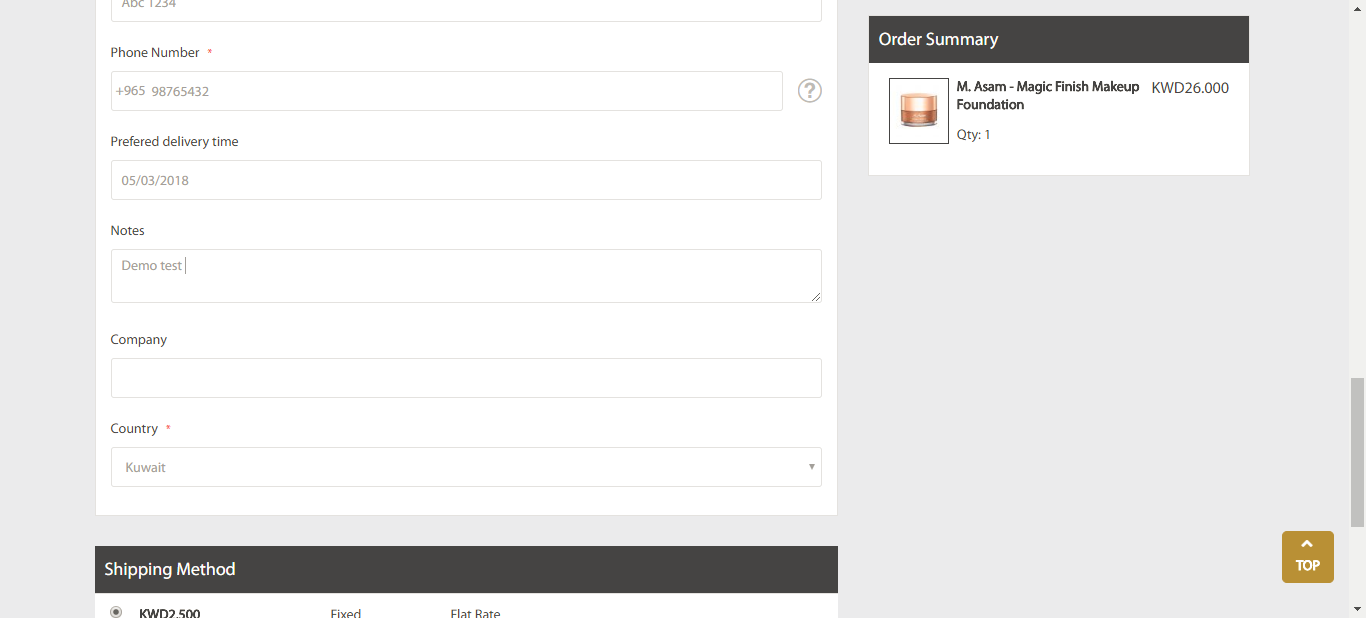 Abc 1234
Phone Number *
+965 98765432
?
Prefered delivery time
05/03/2018
Notes
Demo test
Company
Country *
Kuwait
Shipping Method
KWD2.500 Fixed Flat Rate
Order Summary
M. Asam - Magic Finish Makeup KWD26.000
Foundation
Qty: 1
TOP